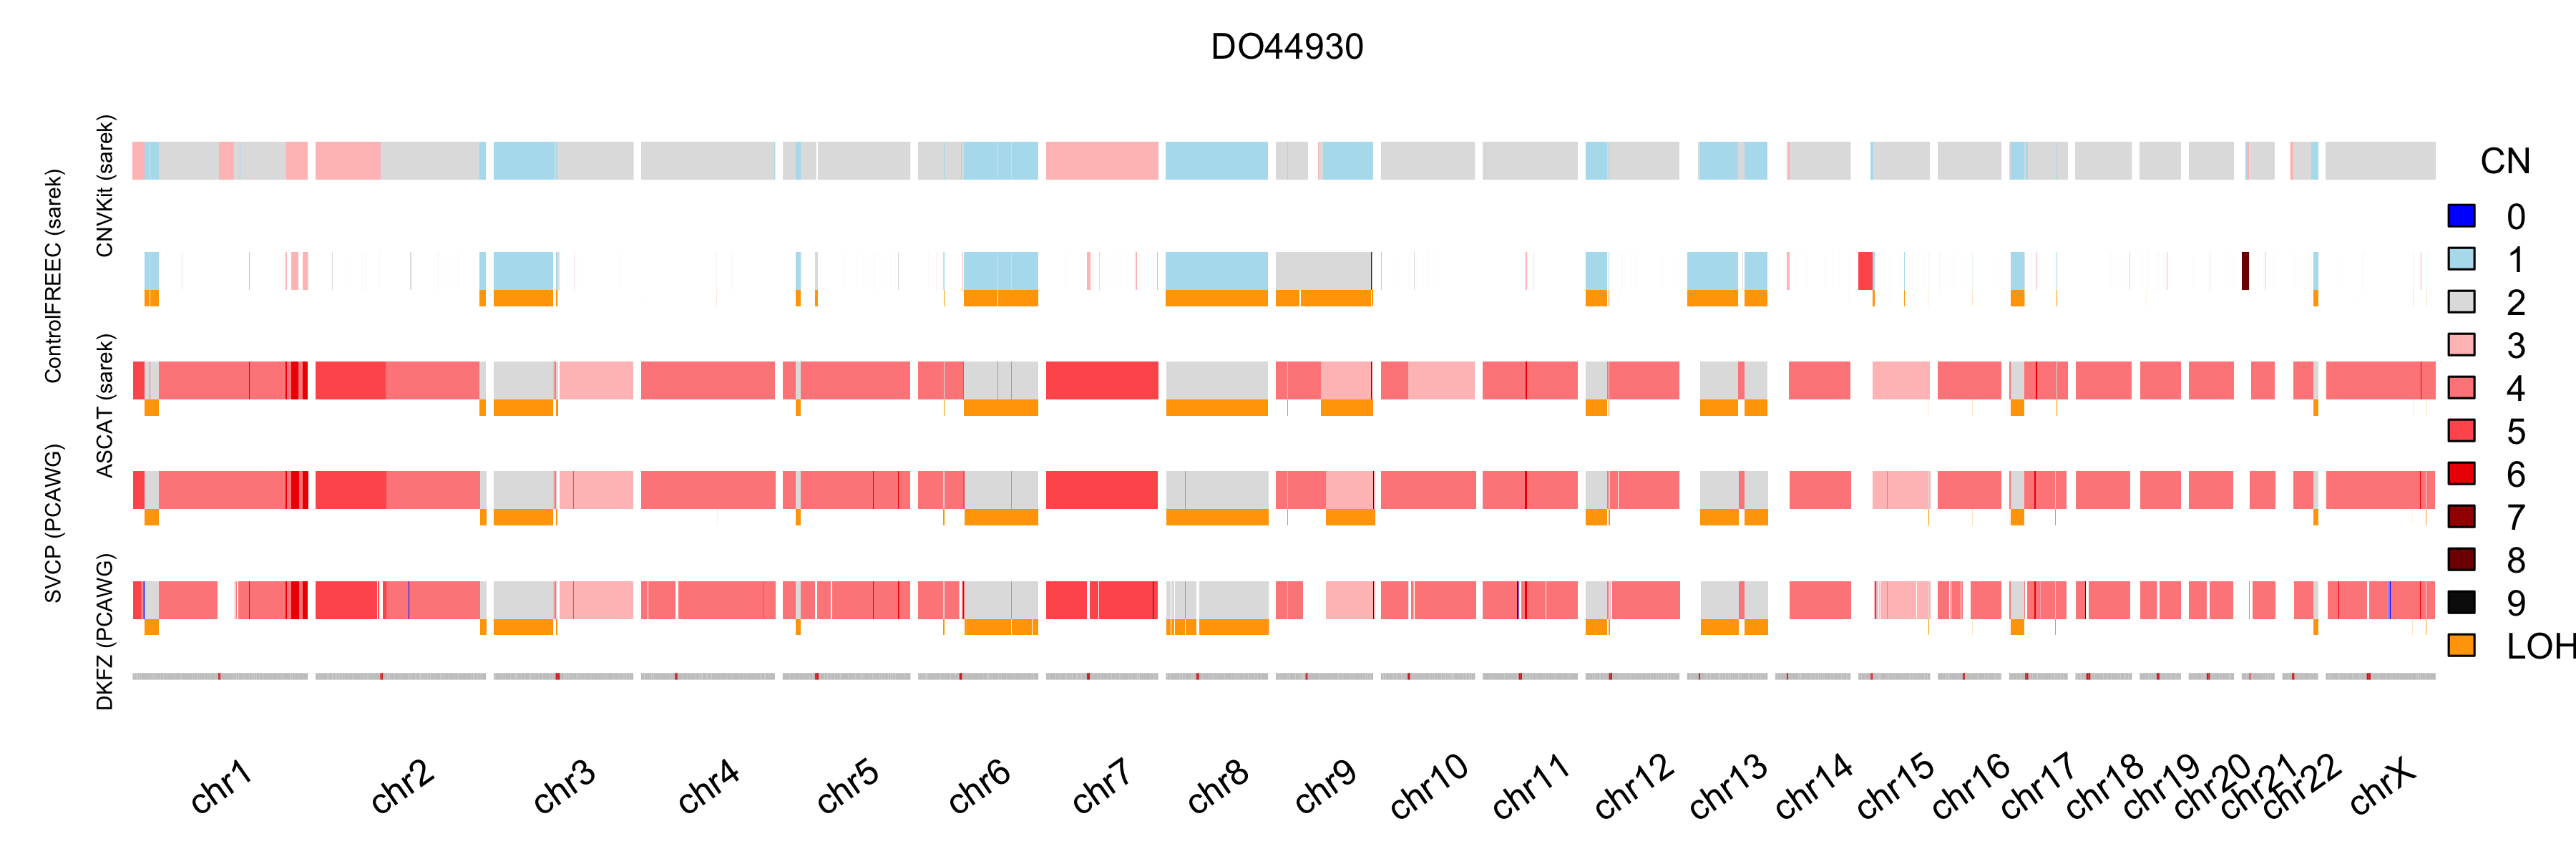 DO44930
CNVKit (sarek)
ControlFREEC (sarek)
ASCAT (sarek)
SVCP (PCAWG)
DKFZ (PCAWG)
CN
0
1
2
3
4
5
6
7
8
9
LOH
chr1 chr2 chr3 chr4 chr5 chr6 chr7 chr8 chr9 chr10 chr11 chr12 chr13 chr14 chr15 chr16 chr17 chr18 chr19 chr20 chr21 chr22 chrX